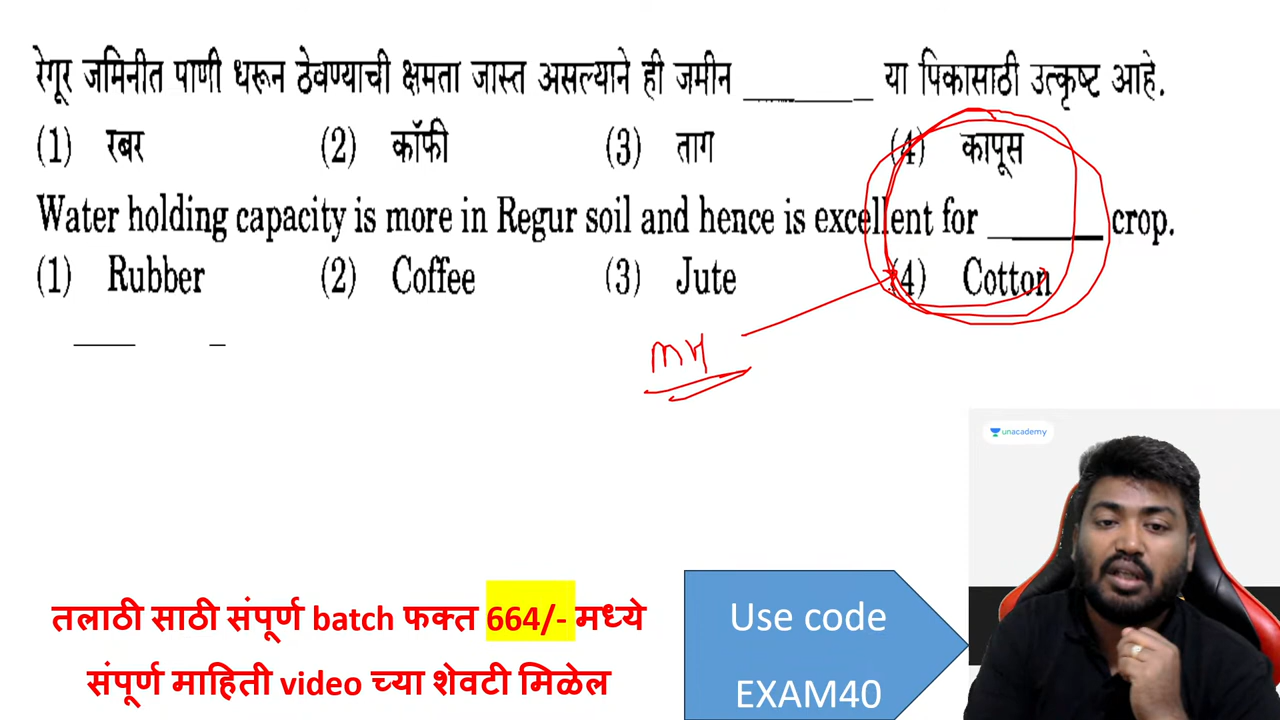 रेगूर जमिनीत पाणी धरून ठेवण्याची क्षमता जास्त असल्याने ही जमीन ________ या पिकासाठी उत्कृष्ट आहे.
(1) रबर (2) कॉफी (3) ताग (4) कापूस
Water holding capacity is more in Regur soil and hence is excellent for ________ crop.
(1) Rubber (2) Coffee (3) Jute (4) Cotton
MH
unacademy
तलाठी साठी संपूर्ण batch फक्त 664/- मध्ये
संपूर्ण माहिती video च्या शेवटी मिळेल
Use code
EXAM40